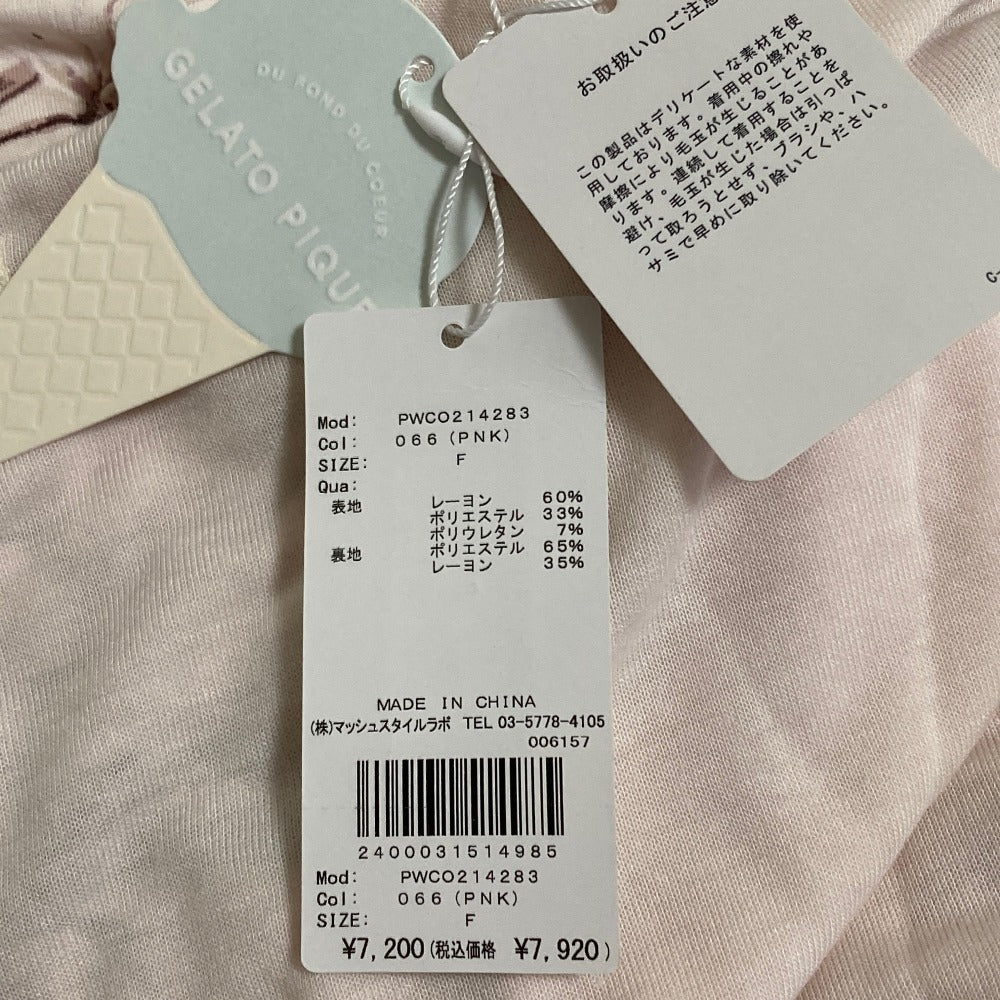 DU FOND DU COEUR
GELATO PIQUE
お取扱いのご注意
この製品はデリケートな素材を使
用しております。着用中の擦れや
摩擦により毛玉が生じることがあ
ります。連続して着用することを
避け、毛玉が生じた場合は引っぱ
って取ろうとせず、ブラシや、ハ
サミで早めに取り除いてください。
C-
Mod: PWCO214283
Col: 066 (PNK)
SIZE: F
Qua:
表地 レーヨン 60%
ポリエステル 33%
ポリウレタン 7%
裏地 ポリエステル 65%
レーヨン 35%
MADE IN CHINA
(株)マッシュスタイルラボ TEL 03-5778-4105
006157
2400031514985
Mod: PWCO214283
Col: 066 (PNK)
SIZE: F
¥7,200 (税込価格 ¥7,920)